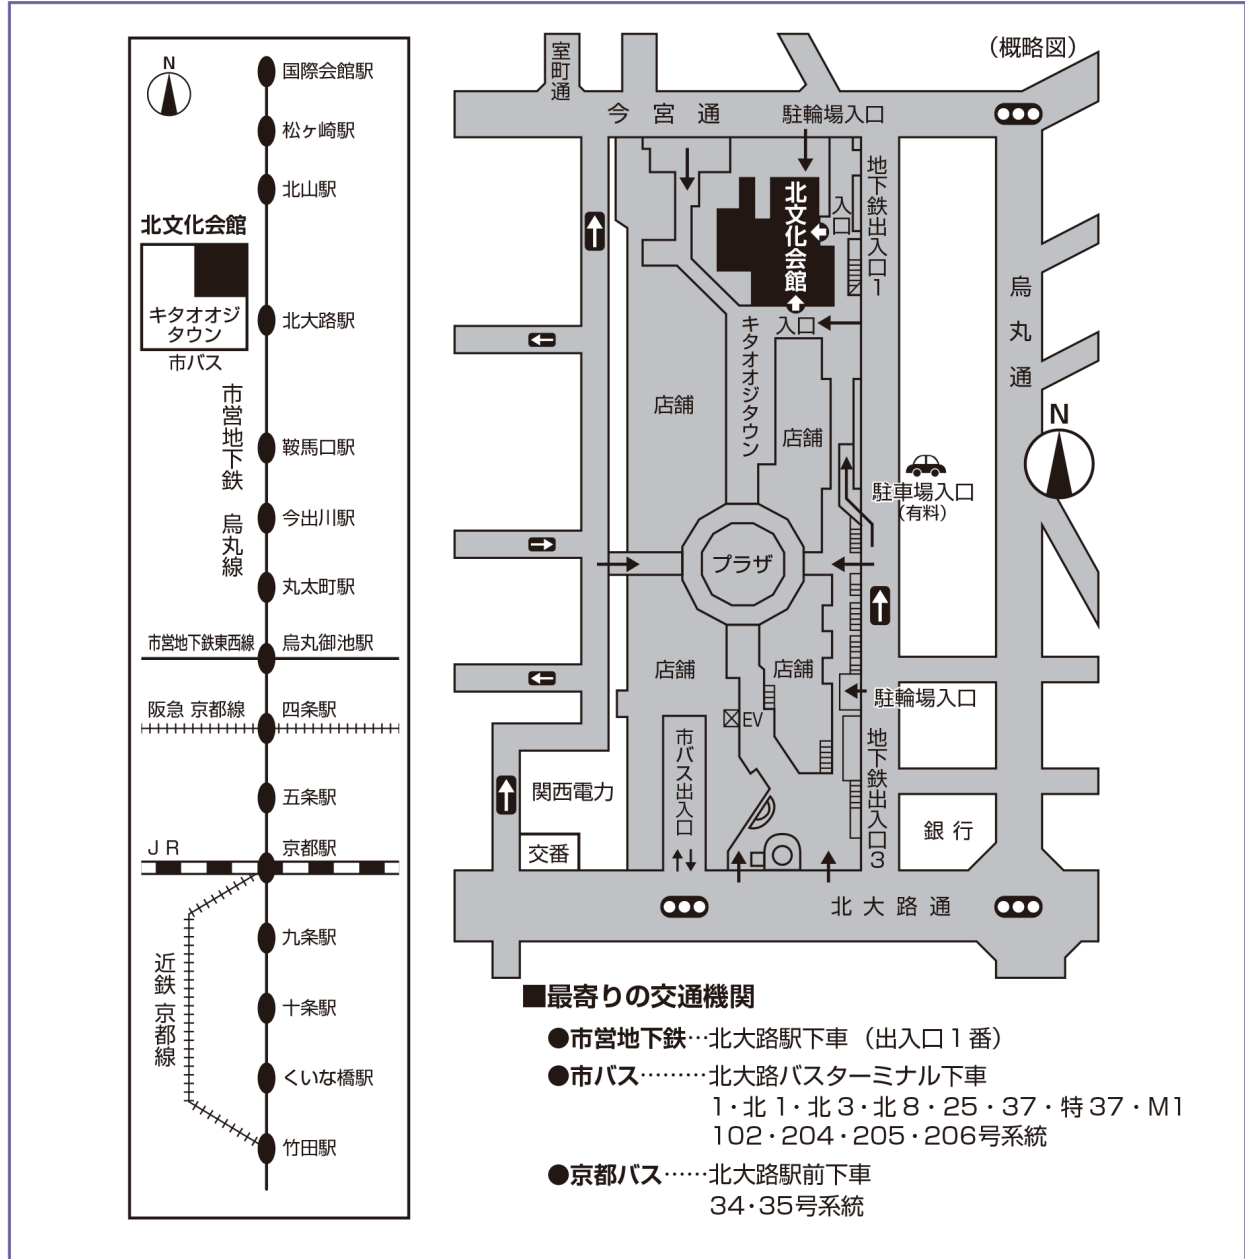 N
国際会館駅
松ヶ崎駅
北山駅
北文化会館
キタオオジ
タウン
市バス
北大路駅
市営地下鉄 烏丸線
鞍馬口駅
今出川駅
丸太町駅
市営地下鉄東西線
烏丸御池駅
阪急 京都線
四条駅
五条駅
JR
京都駅
九条駅
近鉄 京都線
十条駅
くいな橋駅
竹田駅
(概略図)
室町通
今宮通
駐輪場入口
地下鉄出入口1
北文化会館
入口
入口
烏丸通
キタオオジタウン
店舗
店舗
N
駐車場入口
(有料)
プラザ
店舗
店舗
駐輪場入口
EV
市バス出入口
地下鉄出入口3
関西電力
交番
銀行
北大路通
■最寄りの交通機関
●市営地下鉄…北大路駅下車(出入口1番)
●市バス………北大路バスターミナル下車
1・北1・北3・北8・25・37・特37・M1
102・204・205・206号系統
●京都バス……北大路駅前下車
34・35号系統